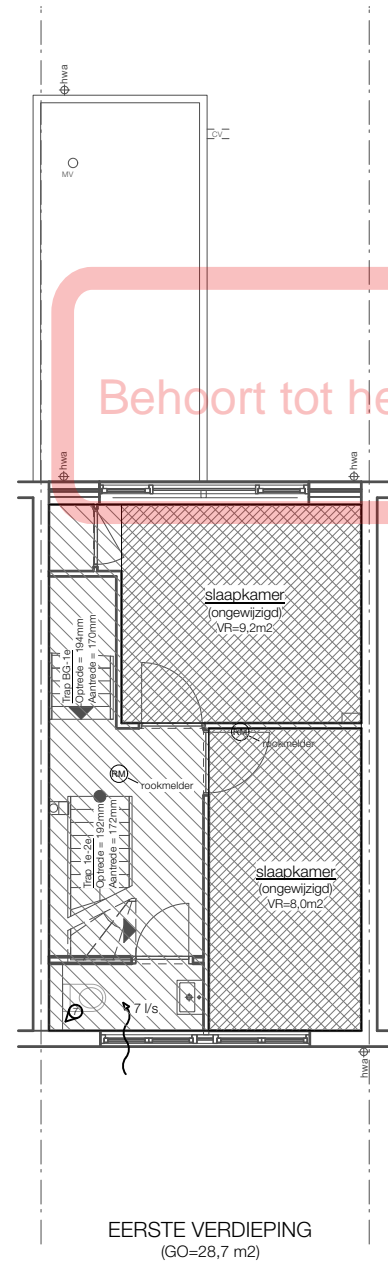 hwa
CV
MV
Behoort tot he
hwa
hwa
slaapkamer
(ongewijzigd)
VR=9,2m2
Trap BG-1e
Optrede = 194mm
Aantrede = 170mm
RM
rookmelder
RM
rookmelder
Trap 1e-2e
Optrede = 192mm
Aantrede = 172mm
slaapkamer
(ongewijzigd)
VR=8,0m2
7
7 l/s
hwa
EERSTE VERDIEPING
(GO=28,7 m2)